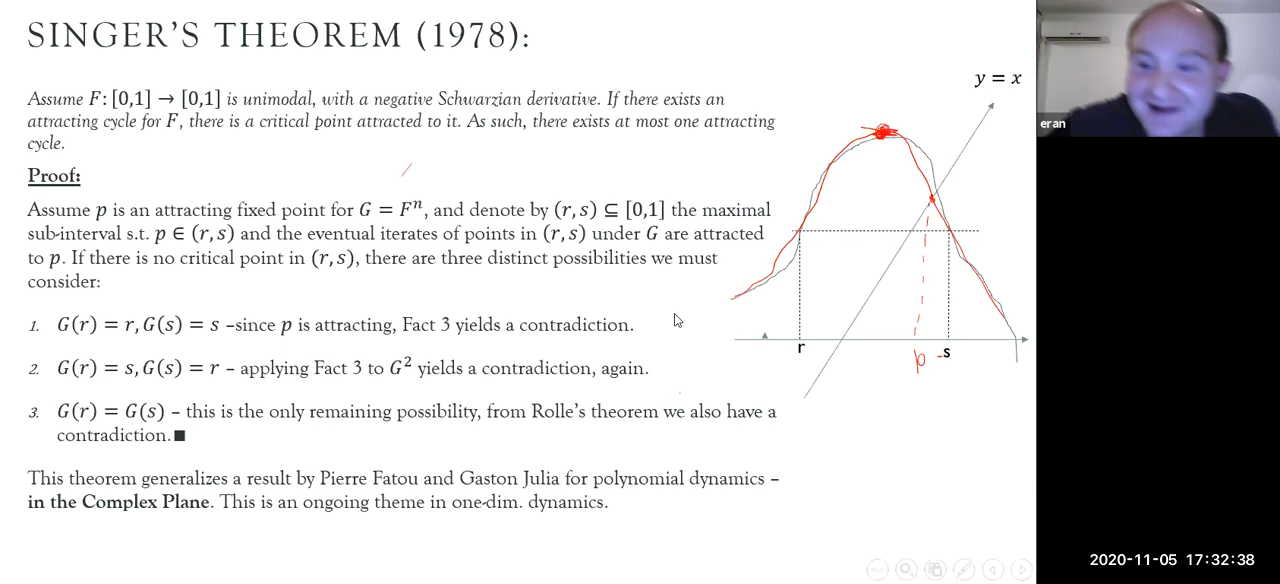 SINGER'S THEOREM (1978):
Assume F: [0,1] → [0,1] is unimodal, with a negative Schwarzian derivative. If there exists an
attracting cycle for F, there is a critical point attracted to it. As such, there exists at most one attracting
cycle.
Proof:
Assume p is an attracting fixed point for G = Fⁿ, and denote by (r, s) ⊆ [0,1] the maximal
sub-interval s.t. p ∈ (r, s) and the eventual iterates of points in (r, s) under G are attracted
to p. If there is no critical point in (r, s), there are three distinct possibilities we must
consider:
1. G(r) = r, G(s) = s –since p is attracting, Fact 3 yields a contradiction.
2. G(r) = s, G(s) = r – applying Fact 3 to G² yields a contradiction, again.
3. G(r) = G(s) – this is the only remaining possibility, from Rolle's theorem we also have a
contradiction.■
This theorem generalizes a result by Pierre Fatou and Gaston Julia for polynomial dynamics –
in the Complex Plane. This is an ongoing theme in one-dim. dynamics.
y = x
r
p
s
eran
2020-11-05 17:32:38